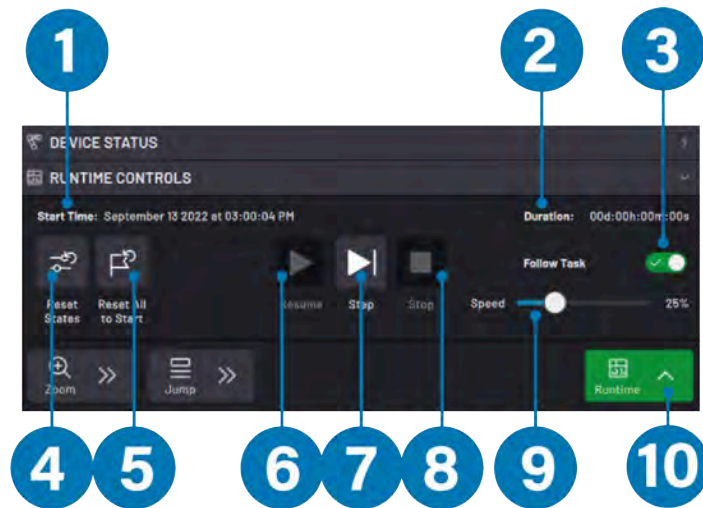 1 2 3
DEVICE STATUS
RUNTIME CONTROLS
Start Time: September 13 2022 at 03:00:04 PM Duration: 00d:00h:00m:00s
Follow Task
Reset States Reset All to Start Resume Step Stop Speed 25%
Zoom Jump Runtime
4 5 6 7 8 9 10